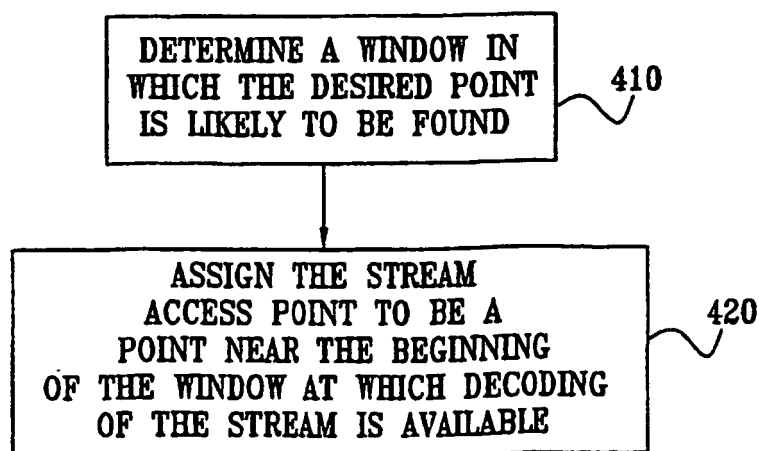 DETERMINE A WINDOW IN
WHICH THE DESIRED POINT
IS LIKELY TO BE FOUND
410
ASSIGN THE STREAM
ACCESS POINT TO BE A
POINT NEAR THE BEGINNING
OF THE WINDOW AT WHICH DECODING
OF THE STREAM IS AVAILABLE
420